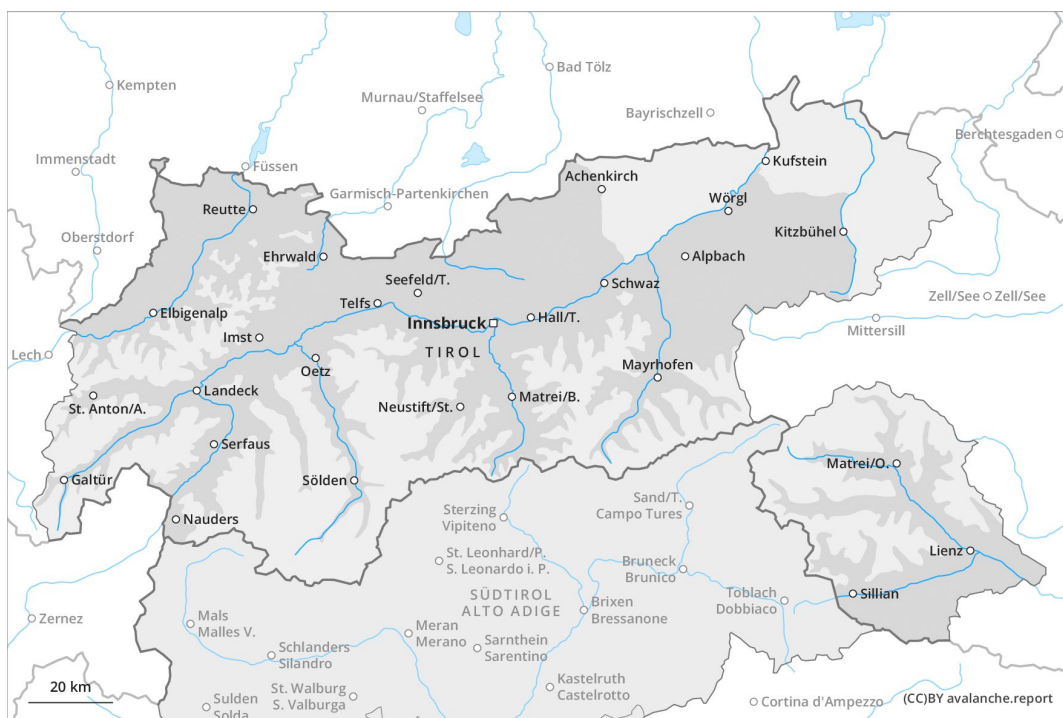 Kempten
Bad Tölz
Murnau/Staffelsee
Bayrischzell
Berchtesgaden
Immenstadt
Füssen
Kufstein
Garmisch-Partenkirchen
Achenkirch
Reutte
Wörgl
Oberstdorf
Kitzbühel
Ehrwald
Alpbach
Seefeld/T.
Schwaz
Telfs
Zell/See
Zell/See
Elbigenalp
Innsbruck
Hall/T.
Mittersill
Imst
TIROL
Lech
Oetz
Mayrhofen
Landeck
St. Anton/A.
Neustift/St.
Matrei/B.
Serfaus
Matrei/O.
Galtür
Sölden
Sand/T.
Campo Tures
Sterzing
Vipiteno
Nauders
St. Leonhard/P.
S. Leonardo i. P.
Lienz
Bruneck
Brunico
SÜDTIROL
ALTO ADIGE
Sillian
Toblach
Dobbiaco
Brixen
Bressanone
Zernez
Mals
Malles V.
Meran
Merano
Sarnthein
Sarentino
Schlanders
Silandro
20 km
St. Walburg
S. Valburga
Kastelruth
Castelrotto
Sulden
Solda
Cortina d'Ampezzo
(CC)BY avalanche.report